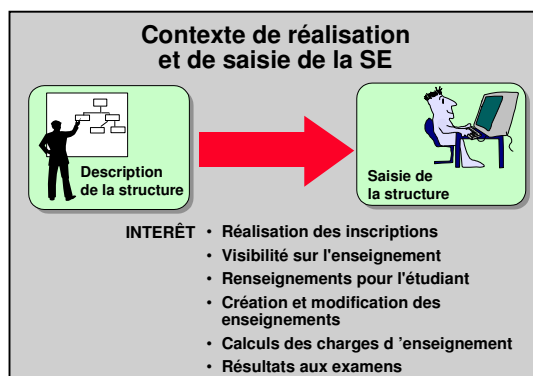 Contexte de réalisation
et de saisie de la SE
Description
de la structure
Saisie de
la structure
INTERÊT • Réalisation des inscriptions
• Visibilité sur l'enseignement
• Renseignements pour l'étudiant
• Création et modification des
enseignements
• Calculs des charges d ’enseignement
• Résultats aux examens